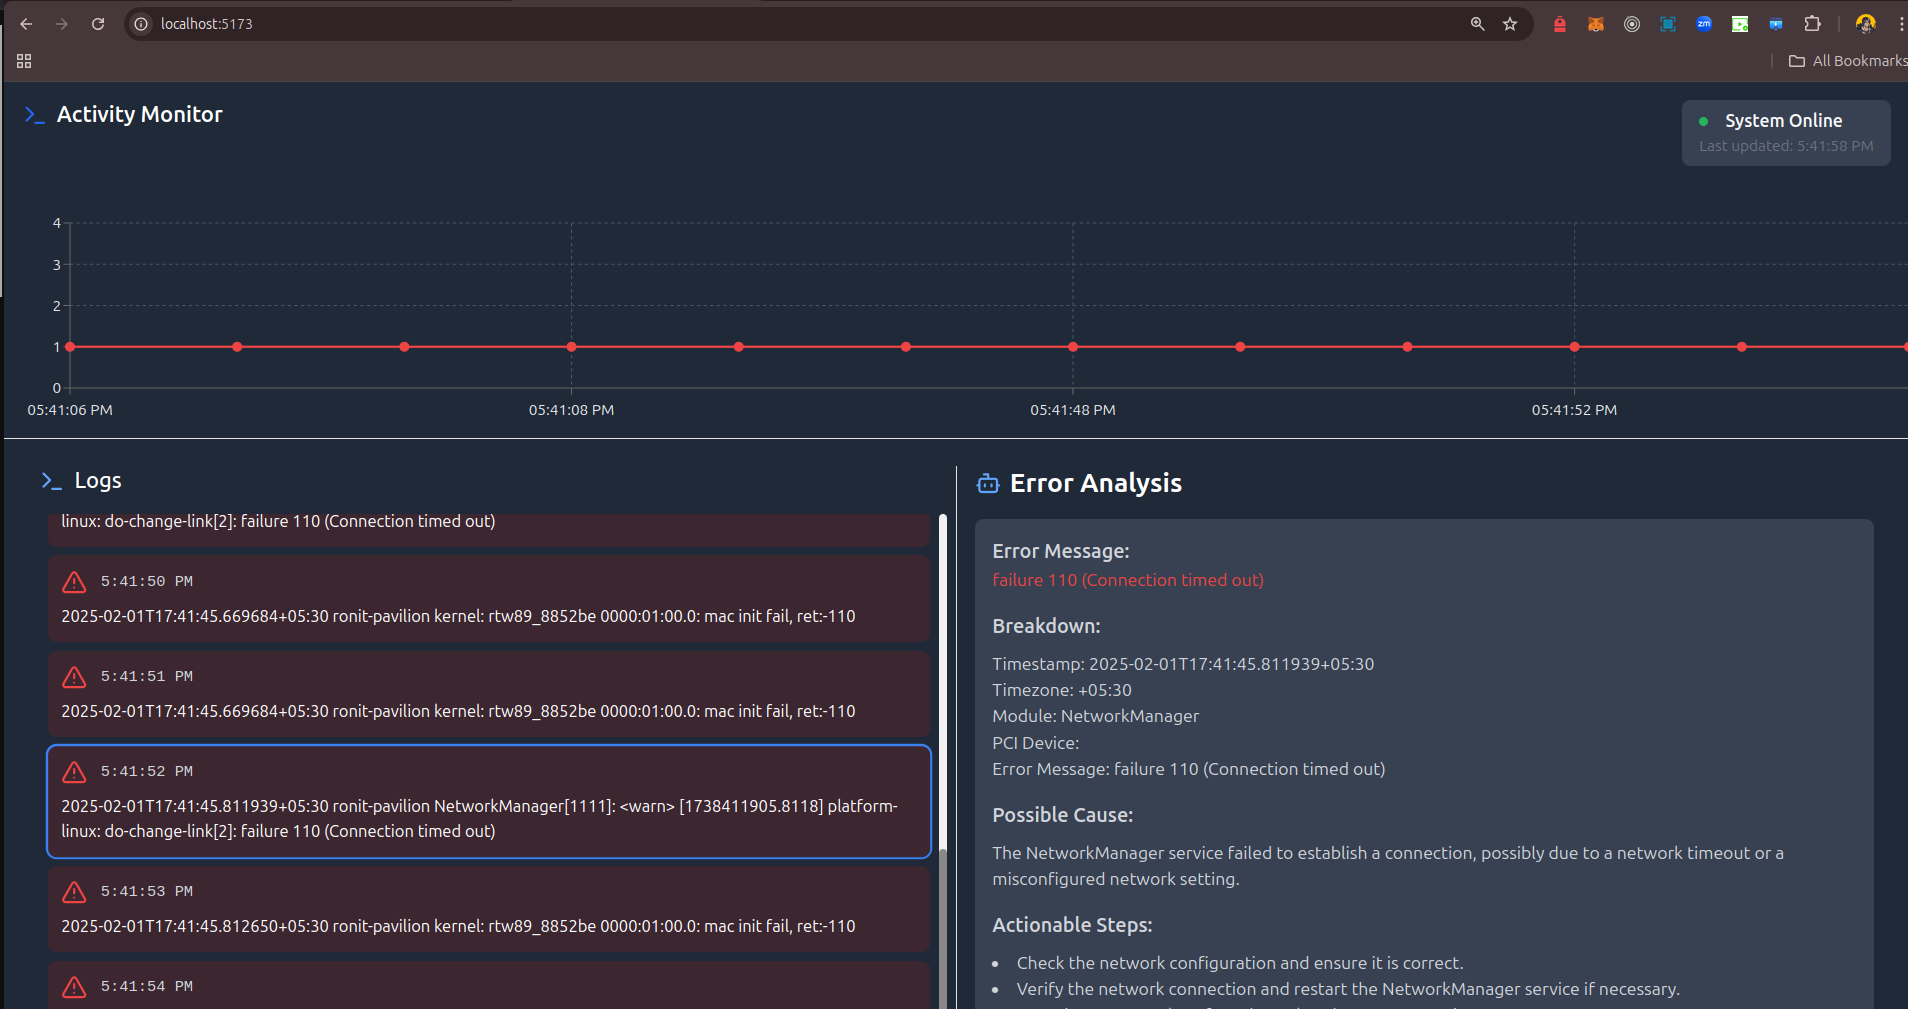 localhost:5173
zm
All Bookmarks
Activity Monitor
System Online
Last updated: 5:41:58 PM
4
3
2
1
0
05:41:06 PM
05:41:08 PM
05:41:48 PM
05:41:52 PM
Logs
linux: do-change-link[2]: failure 110 (Connection timed out)
5:41:50 PM
2025-02-01T17:41:45.669684+05:30 ronit-pavilion kernel: rtw89_8852be 0000:01:00.0: mac init fail, ret:-110
5:41:51 PM
2025-02-01T17:41:45.669684+05:30 ronit-pavilion kernel: rtw89_8852be 0000:01:00.0: mac init fail, ret:-110
5:41:52 PM
2025-02-01T17:41:45.811939+05:30 ronit-pavilion NetworkManager[1111]: <warn> [1738411905.8118] platform-
linux: do-change-link[2]: failure 110 (Connection timed out)
5:41:53 PM
2025-02-01T17:41:45.812650+05:30 ronit-pavilion kernel: rtw89_8852be 0000:01:00.0: mac init fail, ret:-110
5:41:54 PM
Error Analysis
Error Message:
failure 110 (Connection timed out)
Breakdown:
Timestamp: 2025-02-01T17:41:45.811939+05:30
Timezone: +05:30
Module: NetworkManager
PCI Device:
Error Message: failure 110 (Connection timed out)
Possible Cause:
The NetworkManager service failed to establish a connection, possibly due to a network timeout or a
misconfigured network setting.
Actionable Steps:
• Check the network configuration and ensure it is correct.
• Verify the network connection and restart the NetworkManager service if necessary.